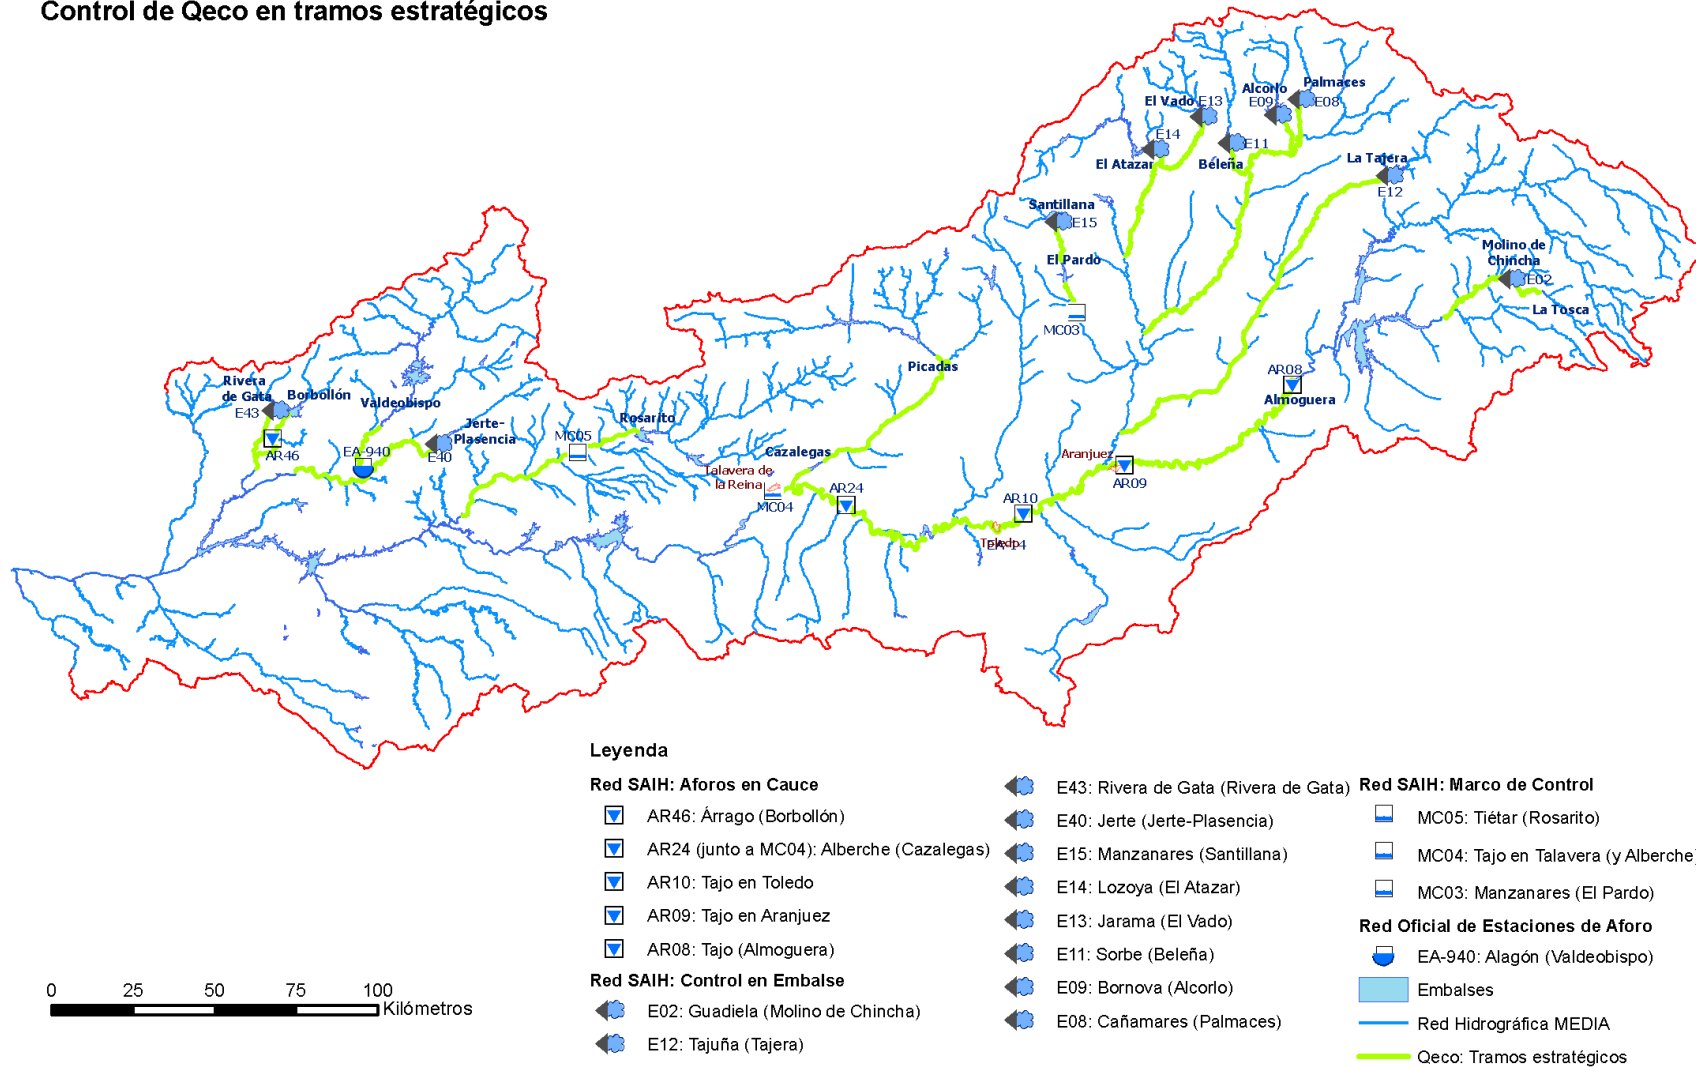 Control de Qeco en tramos estratégicos
Palmaces
Alcorlo
El Vado
E13
E09
E08
E14
E11
El Atazar
Beleña
La Tajera
E12
Santillana
E15
Molino de
Chincha
E02
El Pardo
La Tosca
MC03
Picadas
AR08
Almoguera
Rivera
de Gata
Borbollón
E43
Valdeobispo
Jerte-
Plasencia
Rosarito
MC05
EA-940
E40
AR46
Cazalegas
Talavera de
la Reina
MC04
AR24
Aranjuez
AR09
AR10
Toledo
Leyenda
Red SAIH: Aforos en Cauce
AR46: Árrago (Borbollón)
AR24 (junto a MC04): Alberche (Cazalegas)
AR10: Tajo en Toledo
AR09: Tajo en Aranjuez
AR08: Tajo (Almoguera)
Red SAIH: Control en Embalse
E02: Guadiela (Molino de Chincha)
E12: Tajuña (Tajera)
E43: Rivera de Gata (Rivera de Gata)
E40: Jerte (Jerte-Plasencia)
E15: Manzanares (Santillana)
E14: Lozoya (El Atazar)
E13: Jarama (El Vado)
E11: Sorbe (Beleña)
E09: Bornova (Alcorlo)
E08: Cañamares (Palmaces)
Red SAIH: Marco de Control
MC05: Tiétar (Rosarito)
MC04: Tajo en Talavera (y Alberche)
MC03: Manzanares (El Pardo)
Red Oficial de Estaciones de Aforo
EA-940: Alagón (Valdeobispo)
Embalses
Red Hidrográfica MEDIA
Qeco: Tramos estratégicos
0 25 50 75 100
Kilómetros